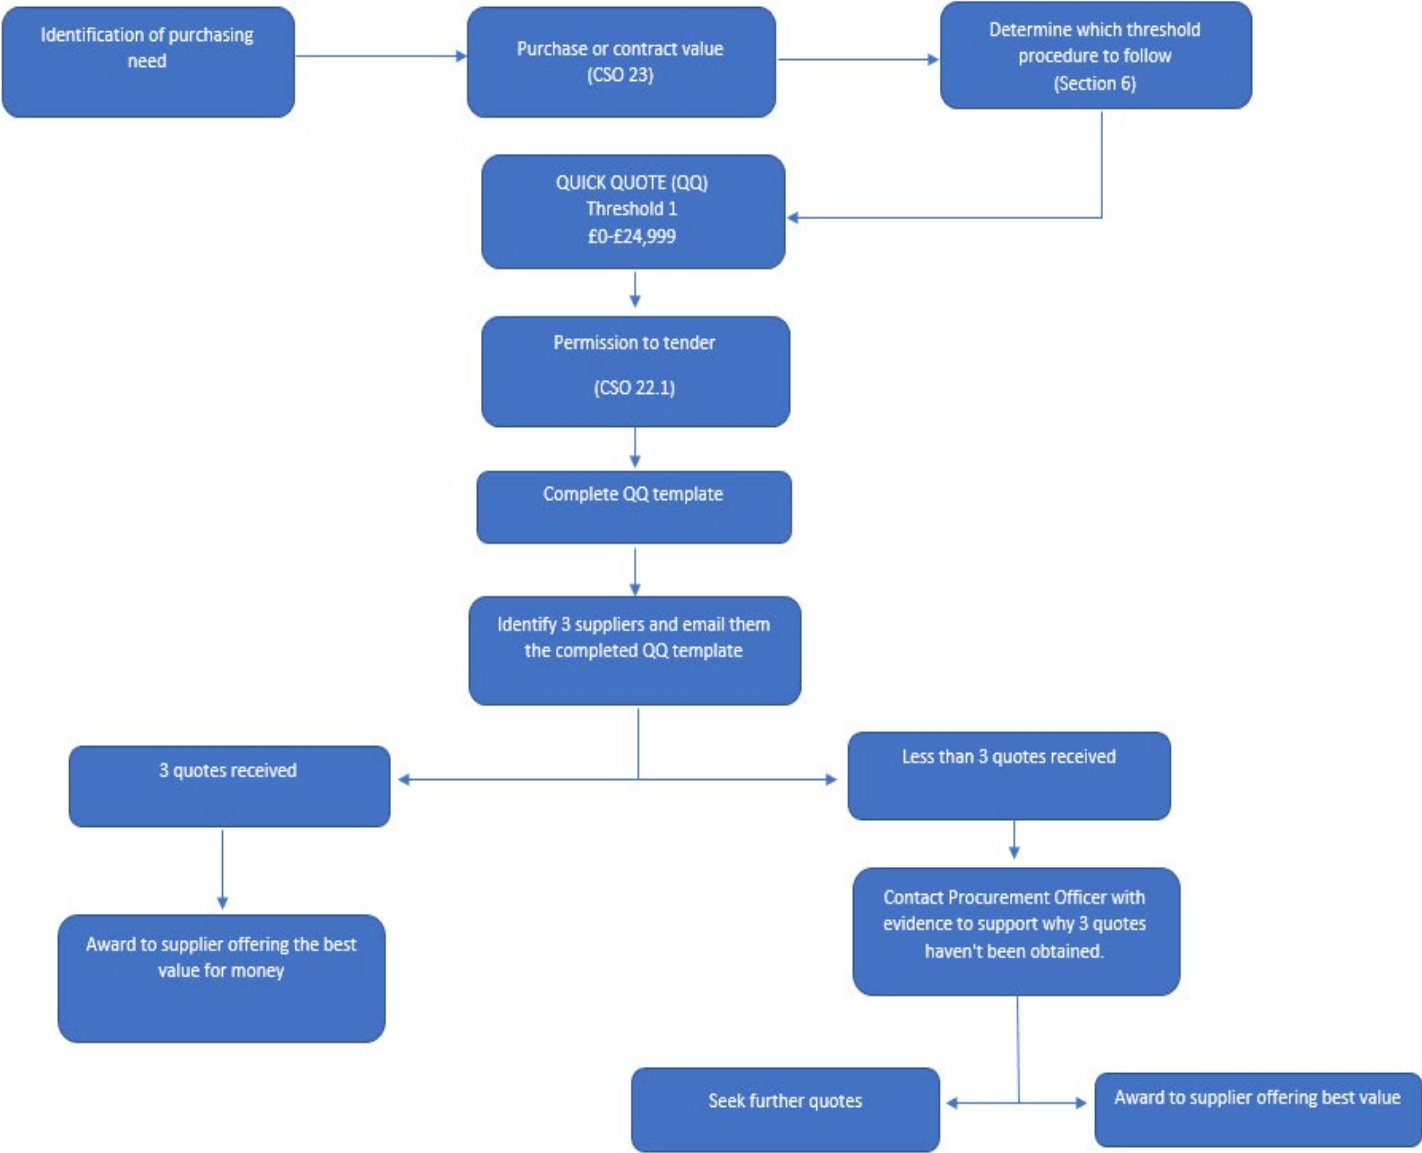 Identification of purchasing
need
Purchase or contract value
(CSO 23)
Determine which threshold
procedure to follow
(Section 6)
QUICK QUOTE (QQ)
Threshold 1
£0-£24,999
Permission to tender
(CSO 22.1)
Complete QQ template
Identify 3 suppliers and email them
the completed QQ template
3 quotes received
Less than 3 quotes received
Award to supplier offering the best
value for money
Contact Procurement Officer with
evidence to support why 3 quotes
haven't been obtained.
Seek further quotes
Award to supplier offering best value